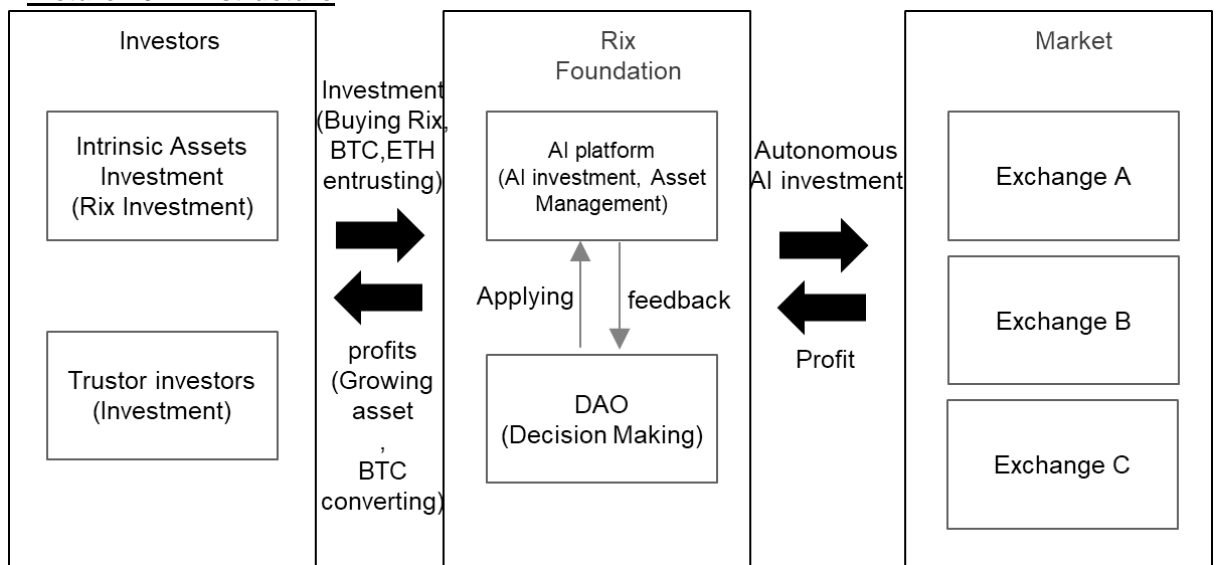 Investors
Intrinsic Assets
Investment
(Rix Investment)
Trustor investors
(Investment)
Investment
(Buying Rix,
BTC,ETH
entrusting)
profits
(Growing
asset
,
BTC
converting)
Rix
Foundation
AI platform
(AI investment, Asset
Management)
Applying
feedback
DAO
(Decision Making)
Autonomous
AI investment
Profit
Market
Exchange A
Exchange B
Exchange C